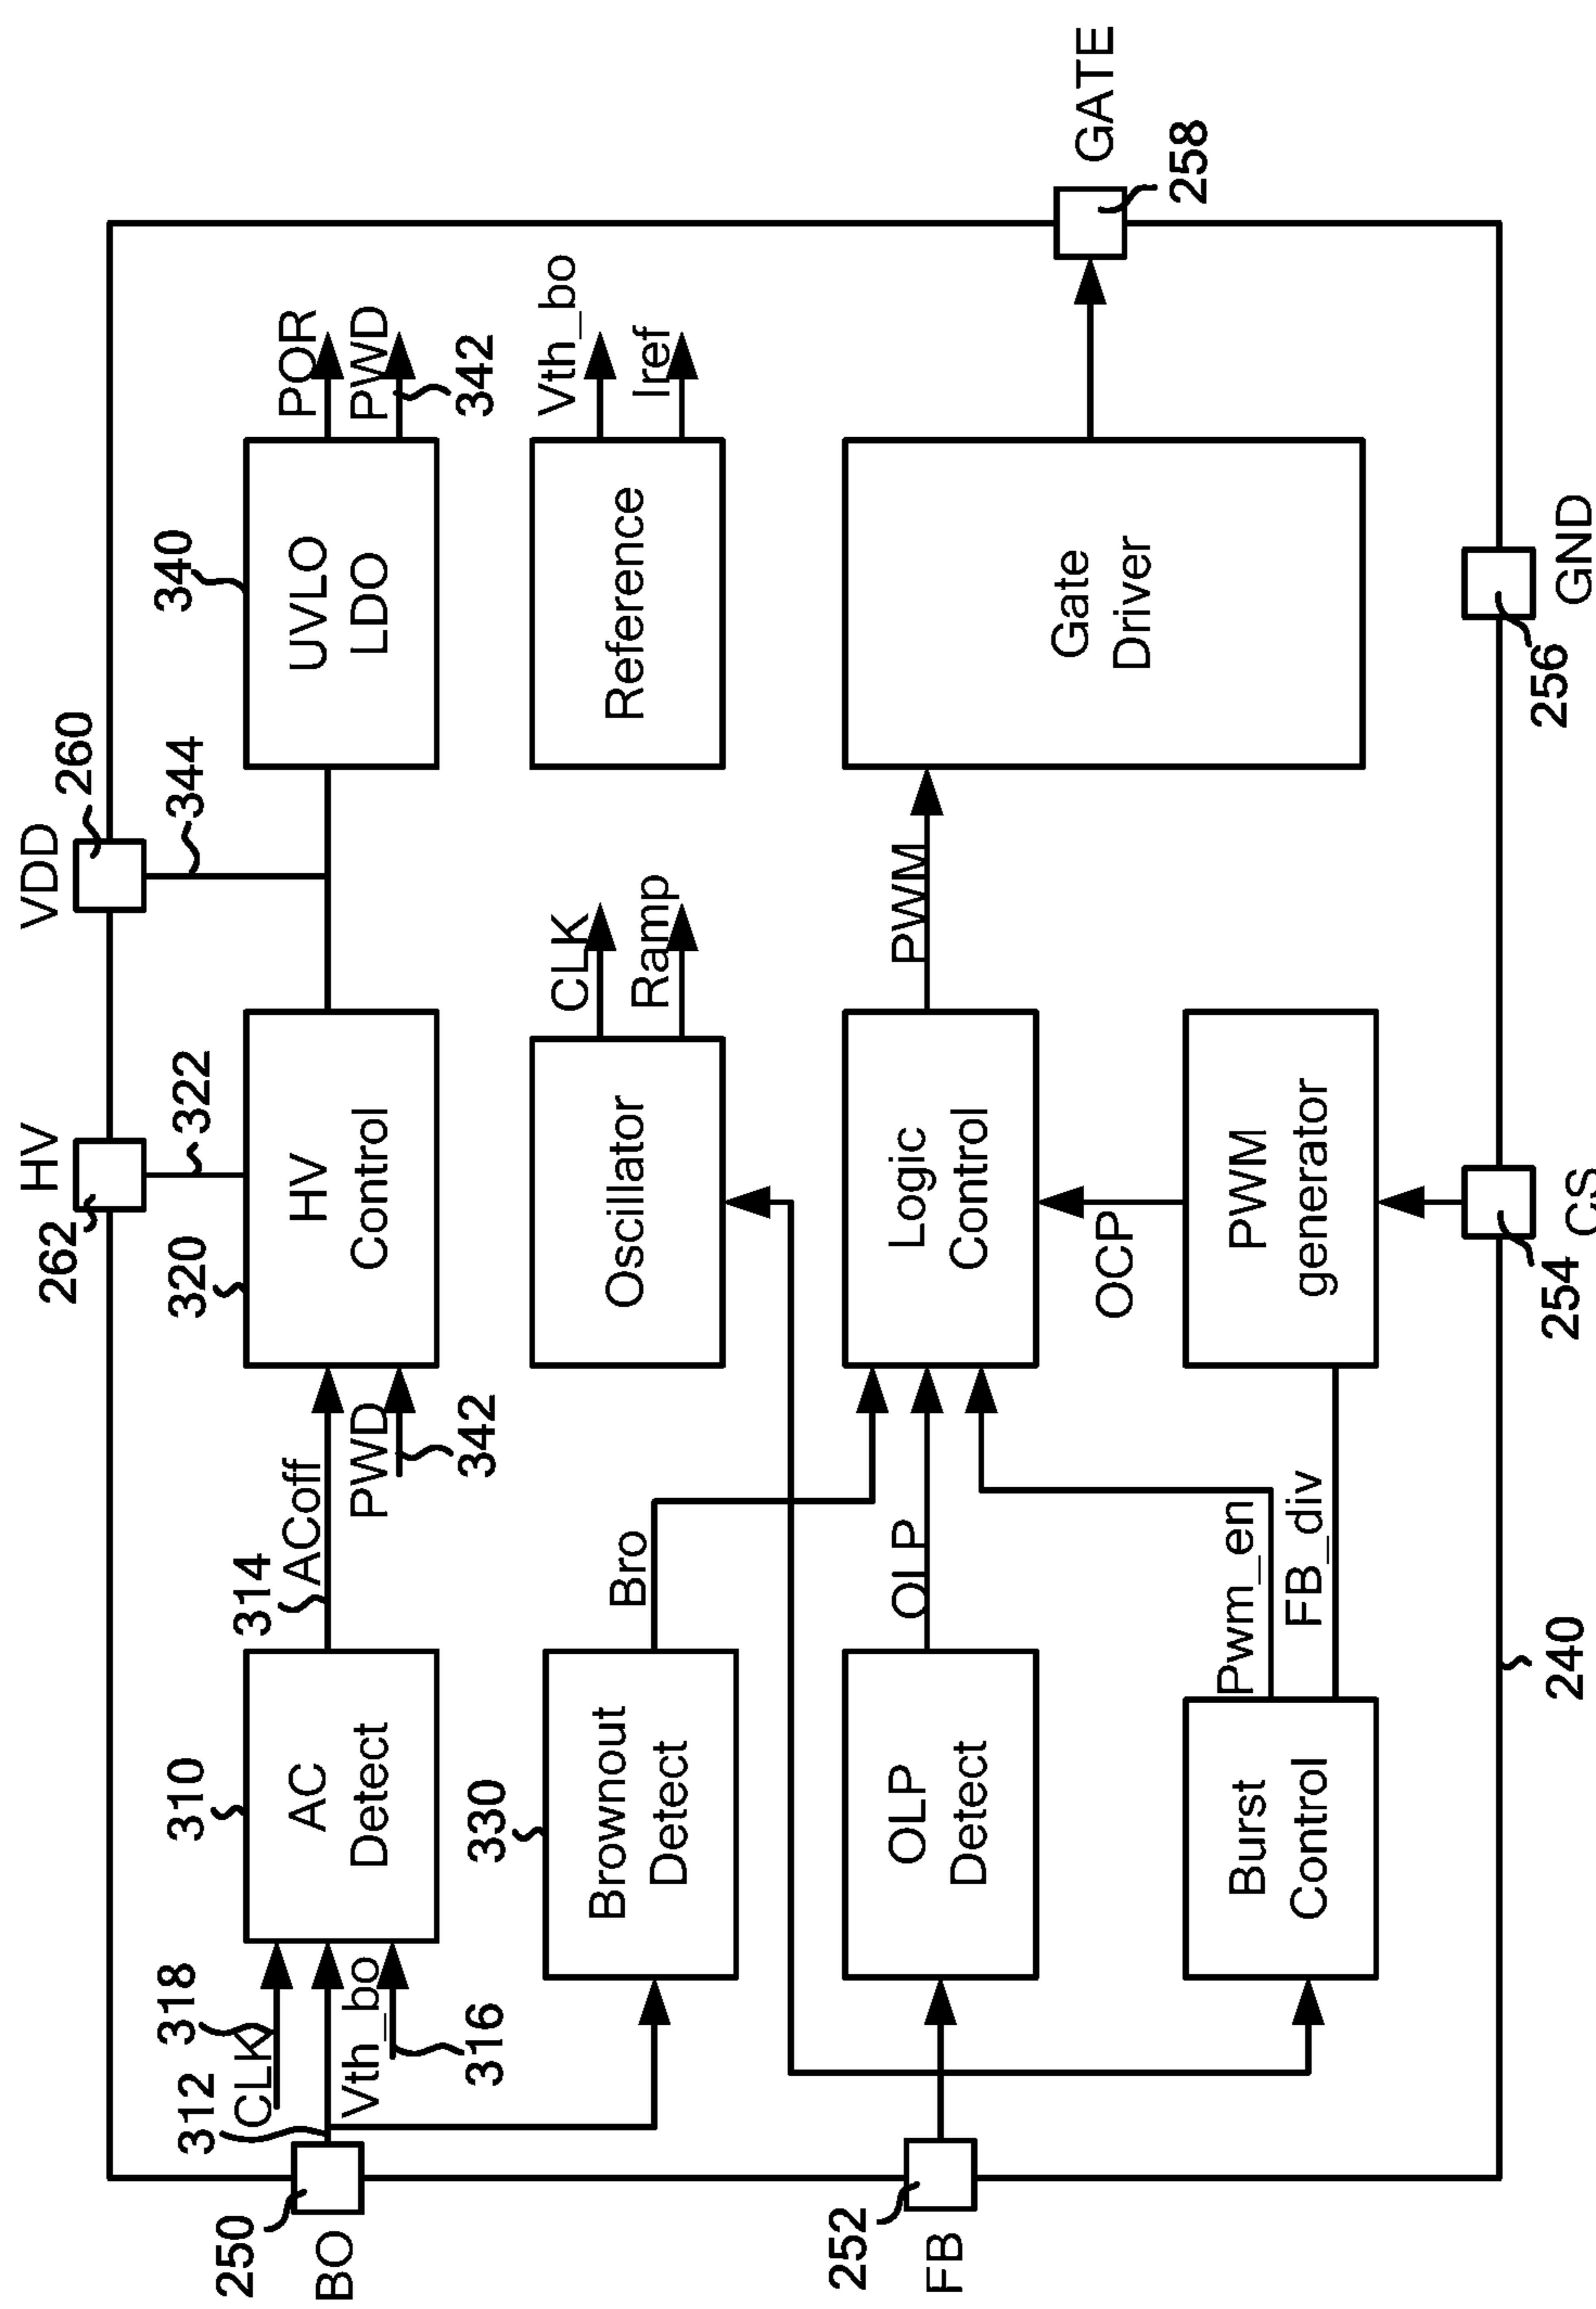 HV
VDD
262
322
260
344
320
340
310
314
ACoff
318
CLK
312
AC
Detect
HV
Control
UVLO
LDO
POR
PWD
342
PWD
342
250
BO
Vth_bo
316
330
Brownout
Detect
Bro
Oscillator
CLK
Ramp
Reference
Vth_bo
Iref
252
FB
OLP
Detect
OLP
Logic
Control
PWM
Gate
Driver
GATE
258
OCP
Burst
Control
Pwm_en
FB_div
PWM
generator
240
254
CS
256
GND